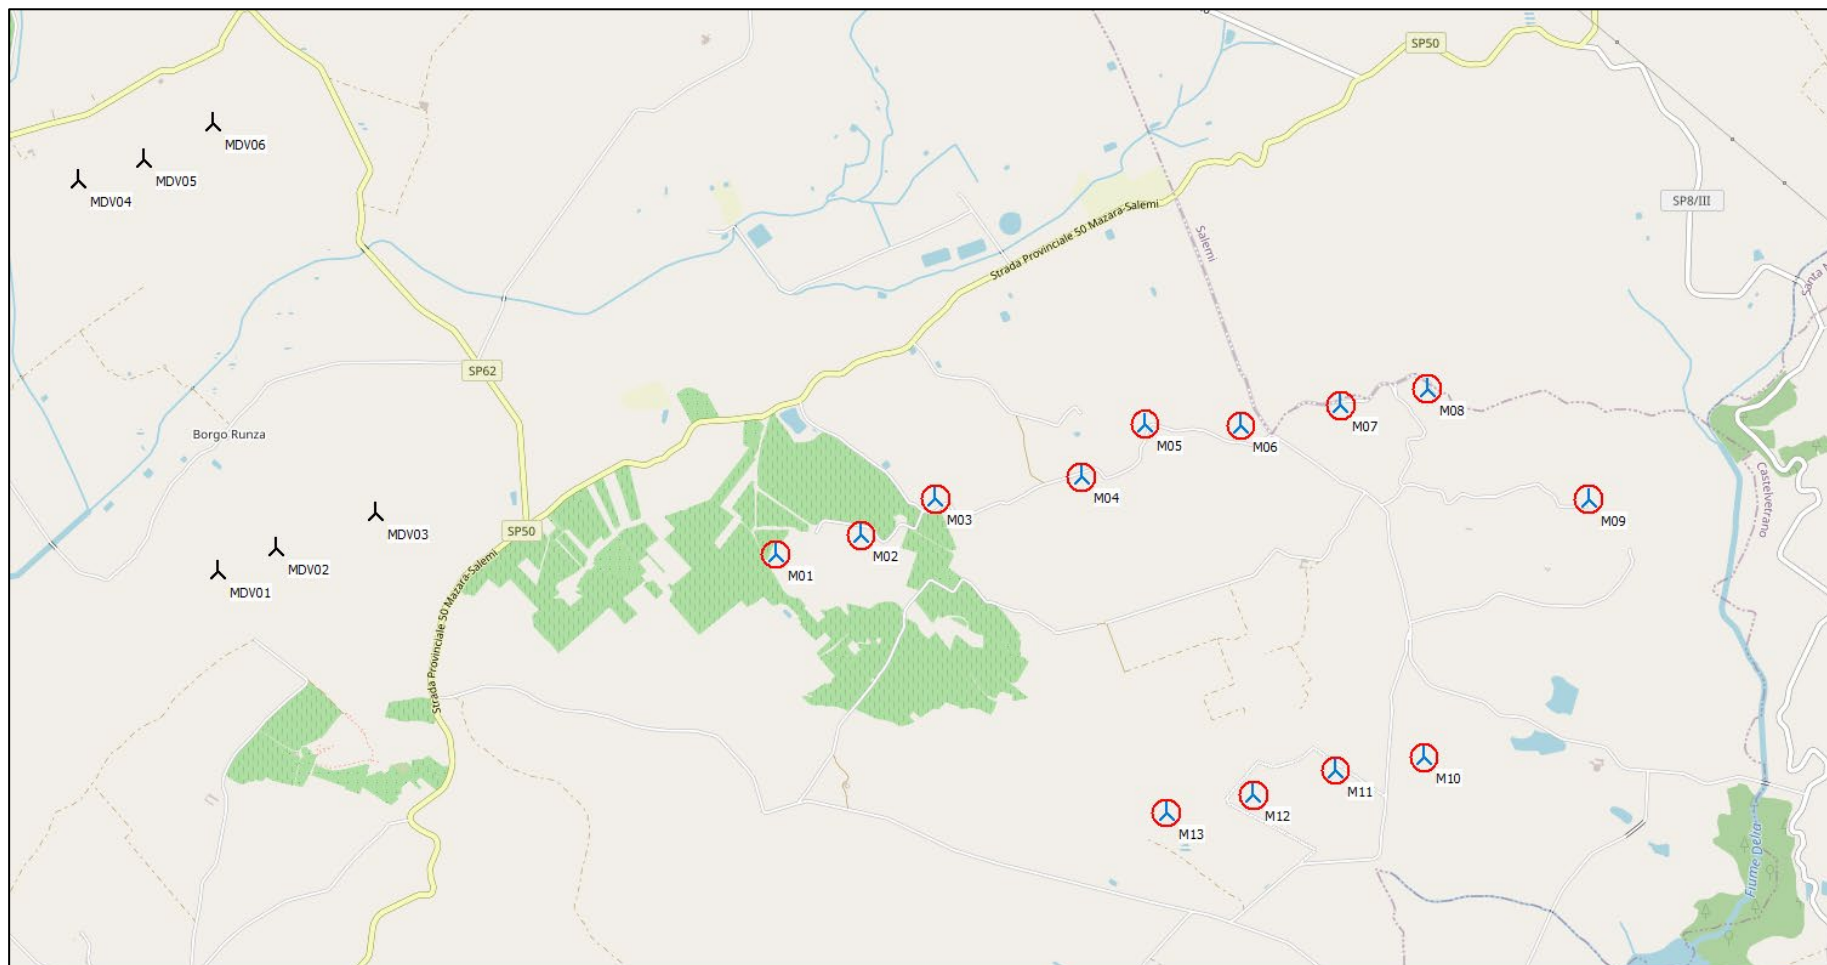 SP50
MDV06
MDV05
MDV04
SP8/III
Strada Provinciale 50 Mazara-Salemi
Salemi
SP62
M08
M07
Borgo Runza
M05
M06
M04
Castelvetrano
M03
M09
MDV03
SP50
M02
M01
MDV02
MDV01
Strada Provinciale 50 Mazara-Salemi
M10
M11
M12
M13
Fiume Delia